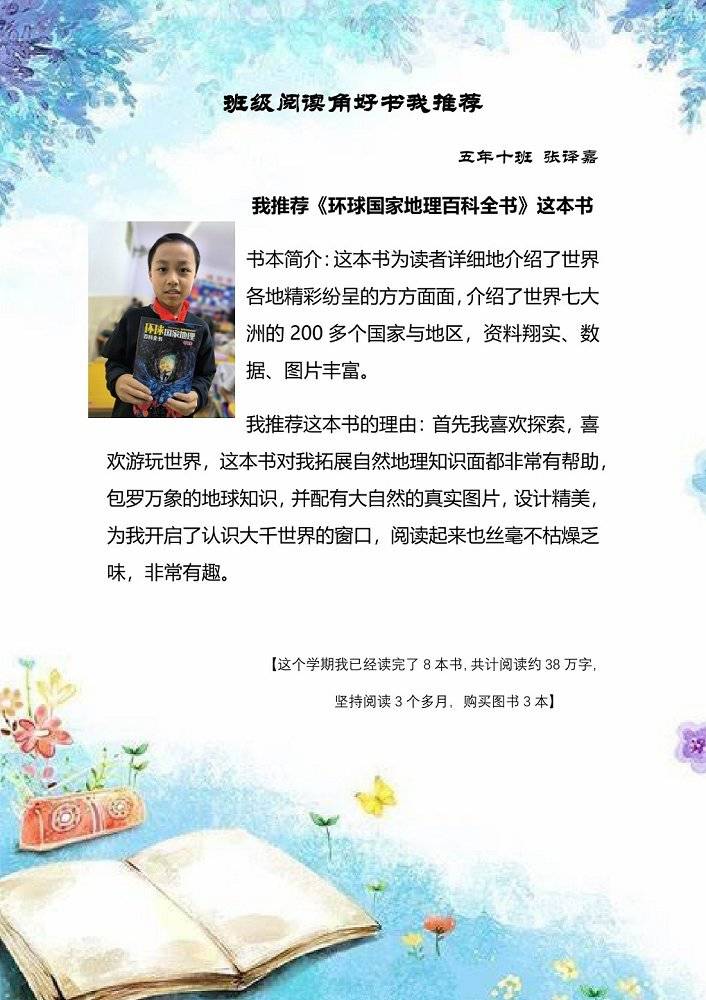 班级阅读角好书我推荐
五年十班 张译嘉
我推荐《环球国家地理百科全书》这本书
书本简介：这本书为读者详细地介绍了世界
各地精彩纷呈的方方面面，介绍了世界七大
洲的 200 多个国家与地区，资料翔实、数
据、图片丰富。
环球
国家地理
百科全书
我推荐这本书的理由：首先我喜欢探索，喜
欢游玩世界，这本书对我拓展自然地理知识面都非常有帮助，
包罗万象的地球知识，并配有大自然的真实图片，设计精美，
为我开启了认识大千世界的窗口，阅读起来也丝毫不枯燥乏
味，非常有趣。
【这个学期我已经读完了 8 本书，共计阅读约 38 万字，
坚持阅读 3 个多月，购买图书 3 本】